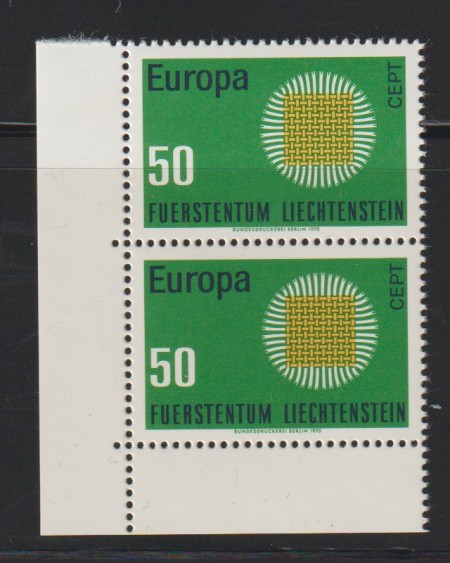 Europa
CEPT
50
FUERSTENTUM LIECHTENSTEIN
BUNDESDRUCKEREI BERLIN 1970
Europa
CEPT
50
FUERSTENTUM LIECHTENSTEIN
BUNDESDRUCKEREI BERLIN 1970